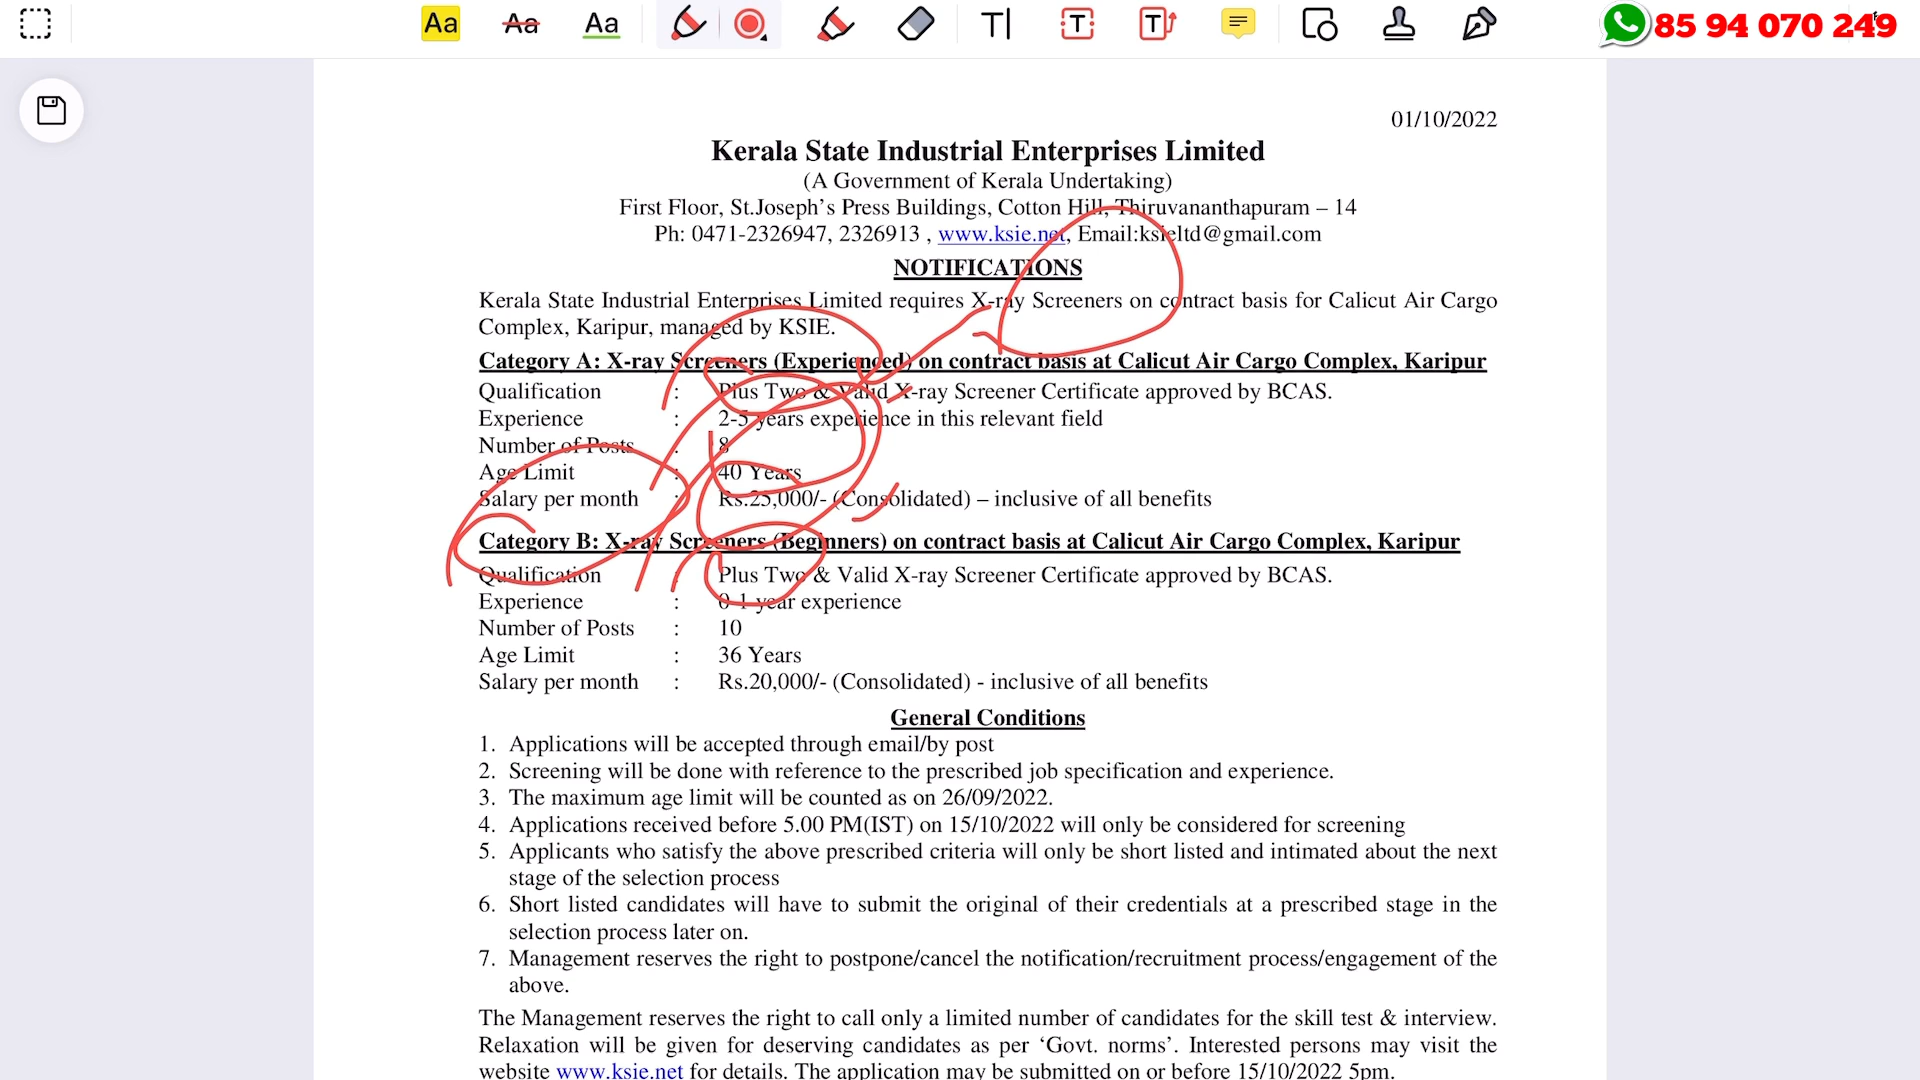 Aa Aa Aa T T T
85 94 070 249
01/10/2022
Kerala State Industrial Enterprises Limited
(A Government of Kerala Undertaking)
First Floor, St.Joseph’s Press Buildings, Cotton Hill, Thiruvananthapuram – 14
Ph: 0471-2326947, 2326913 , www.ksie.net, Email:ksieltd@gmail.com
NOTIFICATIONS
Kerala State Industrial Enterprises Limited requires X-ray Screeners on contract basis for Calicut Air Cargo
Complex, Karipur, managed by KSIE.
Category A: X-ray Screeners (Experienced) on contract basis at Calicut Air Cargo Complex, Karipur
Qualification : Plus Two & Valid X-ray Screener Certificate approved by BCAS.
Experience : 2-5 years experience in this relevant field
Number of Posts : 8
Age Limit : 40 Years
Salary per month : Rs.25,000/- (Consolidated) – inclusive of all benefits
Category B: X-ray Screeners (Beginners) on contract basis at Calicut Air Cargo Complex, Karipur
Qualification : Plus Two & Valid X-ray Screener Certificate approved by BCAS.
Experience : 0-1 year experience
Number of Posts : 10
Age Limit : 36 Years
Salary per month : Rs.20,000/- (Consolidated) - inclusive of all benefits
General Conditions
1. Applications will be accepted through email/by post
2. Screening will be done with reference to the prescribed job specification and experience.
3. The maximum age limit will be counted as on 26/09/2022.
4. Applications received before 5.00 PM(IST) on 15/10/2022 will only be considered for screening
5. Applicants who satisfy the above prescribed criteria will only be short listed and intimated about the next
stage of the selection process
6. Short listed candidates will have to submit the original of their credentials at a prescribed stage in the
selection process later on.
7. Management reserves the right to postpone/cancel the notification/recruitment process/engagement of the
above.
The Management reserves the right to call only a limited number of candidates for the skill test & interview.
Relaxation will be given for deserving candidates as per ‘Govt. norms’. Interested persons may visit the
website www.ksie.net for details. The application may be submitted on or before 15/10/2022 5pm.